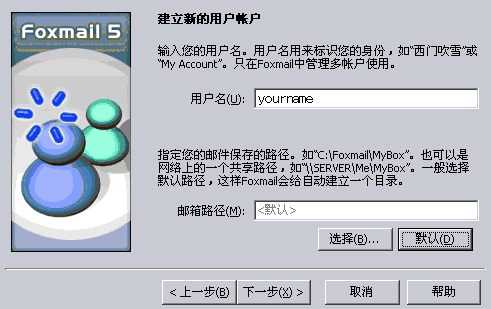 Foxmail 5
建立新的用户帐户
输入您的用户名。用户名用来标识您的身份，如“西门吹雪”或
“My Account”。只在Foxmail中管理多帐户使用。
用户名(U): yourname
指定您的邮件保存的路径。如“C:\Foxmail\MyBox”。也可以是
网络上的一个共享路径，如“\\SERVER\Me\MyBox”。一般选择
默认路径，这样Foxmail会给自动建立一个目录。
邮箱路径(M): <默认>
选择(B)... 默认(D)
< 上一步(B) 下一步(X) > 取消 帮助